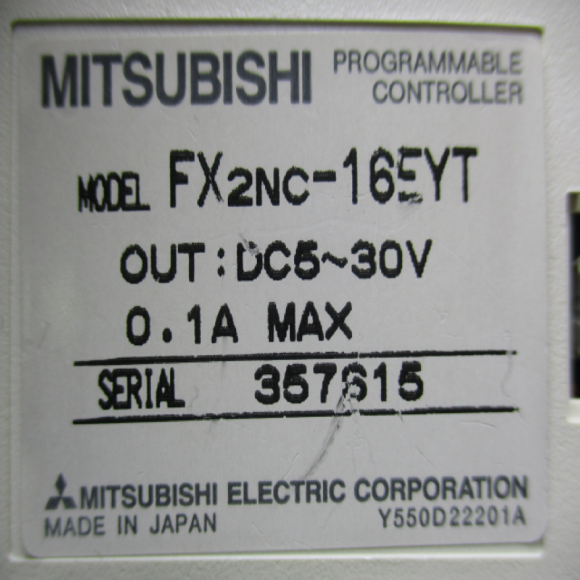 MITSUBISHI PROGRAMMABLE CONTROLLER
MODEL FX2NC-16EYT
OUT:DC5~30V
0.1A MAX
SERIAL 357615
MITSUBISHI ELECTRIC CORPORATION
MADE IN JAPAN Y550D22201A